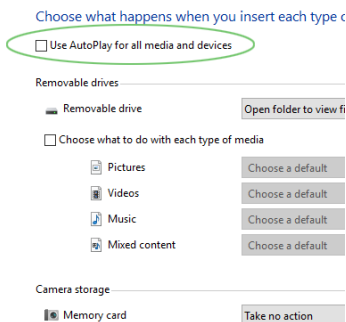 Choose what happens when you insert each type
Use AutoPlay for all media and devices
Removable drives
Removable drive Open folder to view
Choose what to do with each type of media
Pictures Choose a default
Videos Choose a default
Music Choose a default
Mixed content Choose a default
Camera storage
Memory card Take no action